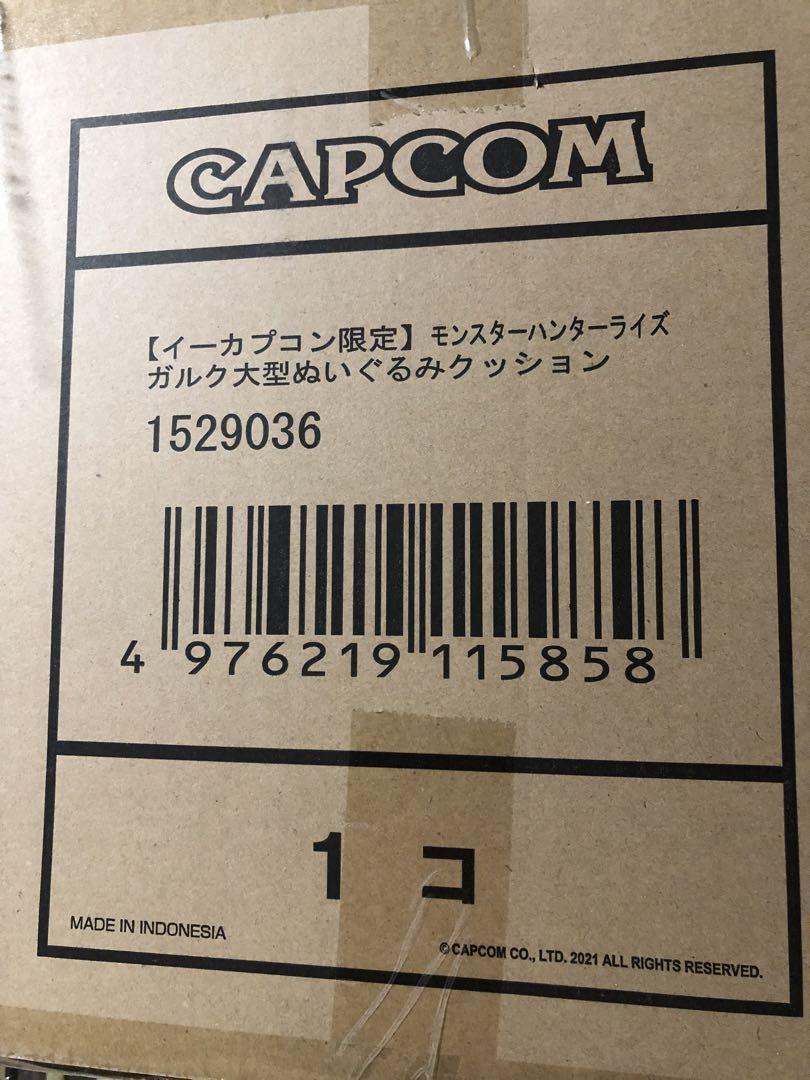 CAPCOM
【イーカプコン限定】モンスターハンターライズ
ガルク大型ぬいぐるみクッション
1529036
4 976219 115858
1 コ
MADE IN INDONESIA
©CAPCOM CO., LTD. 2021 ALL RIGHTS RESERVED.